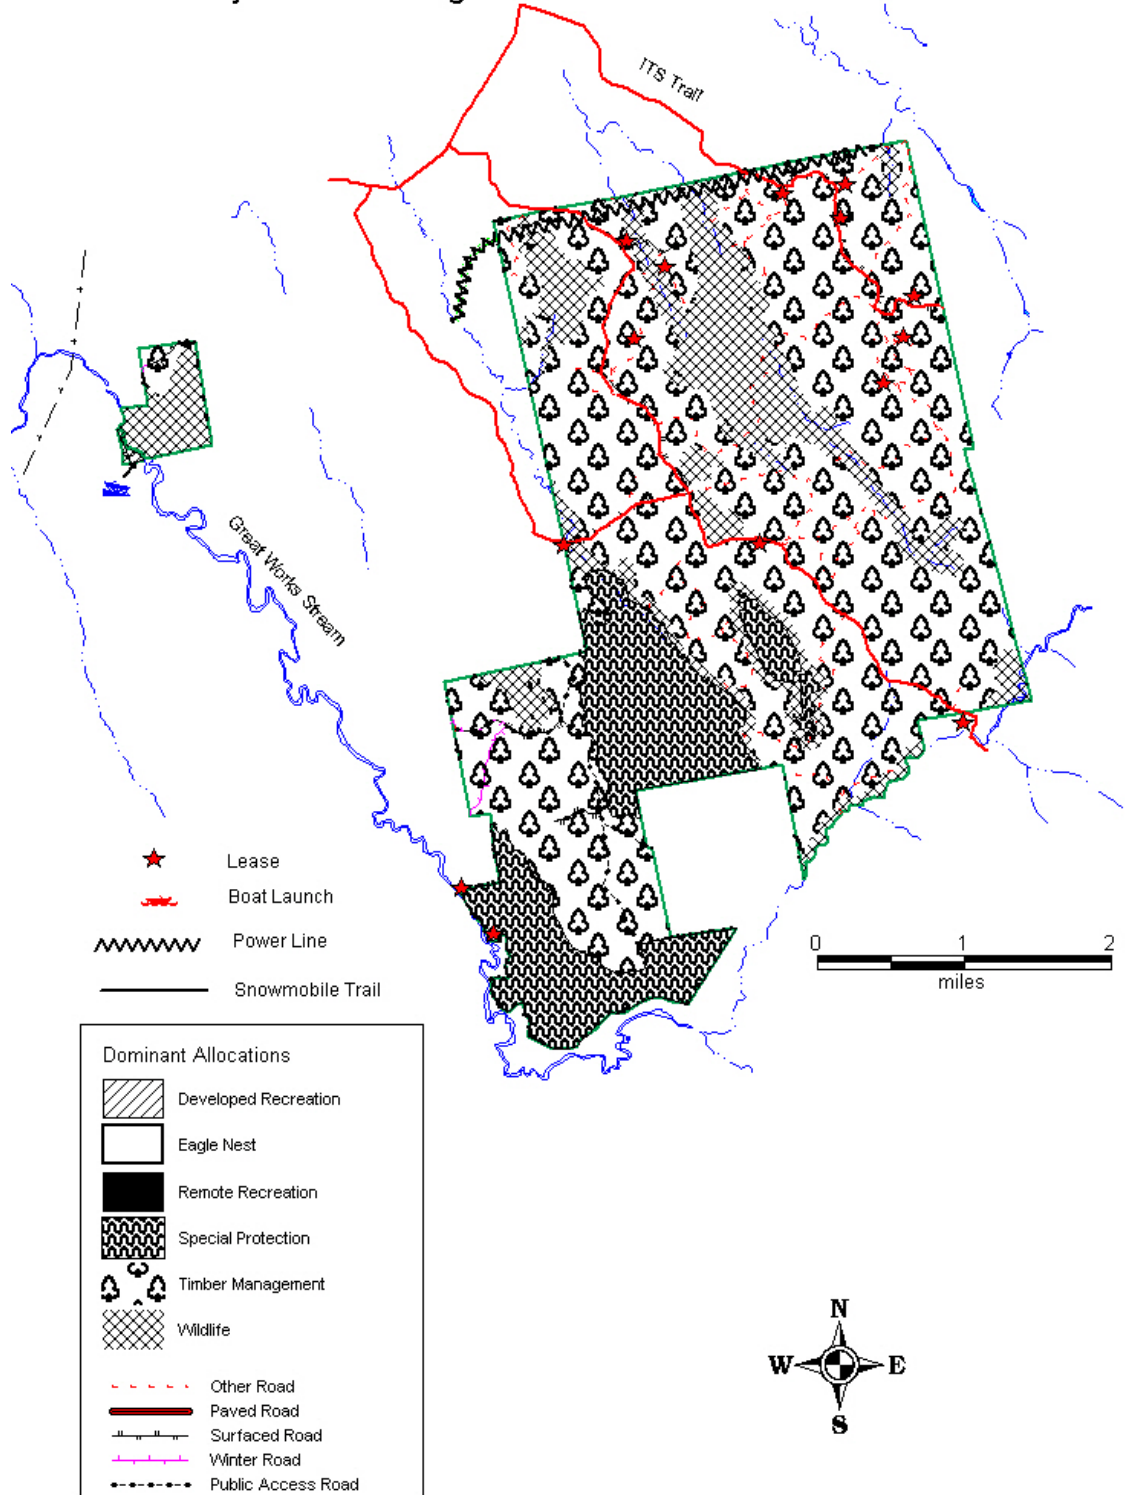 ITS Trail
Great Works Stream
Lease
Boat Launch
Power Line
Snowmobile Trail
0 1 2
miles
Dominant Allocations
Developed Recreation
Eagle Nest
Remote Recreation
Special Protection
Timber Management
Wildlife
Other Road
Paved Road
Surfaced Road
Winter Road
Public Access Road
N
W E
S